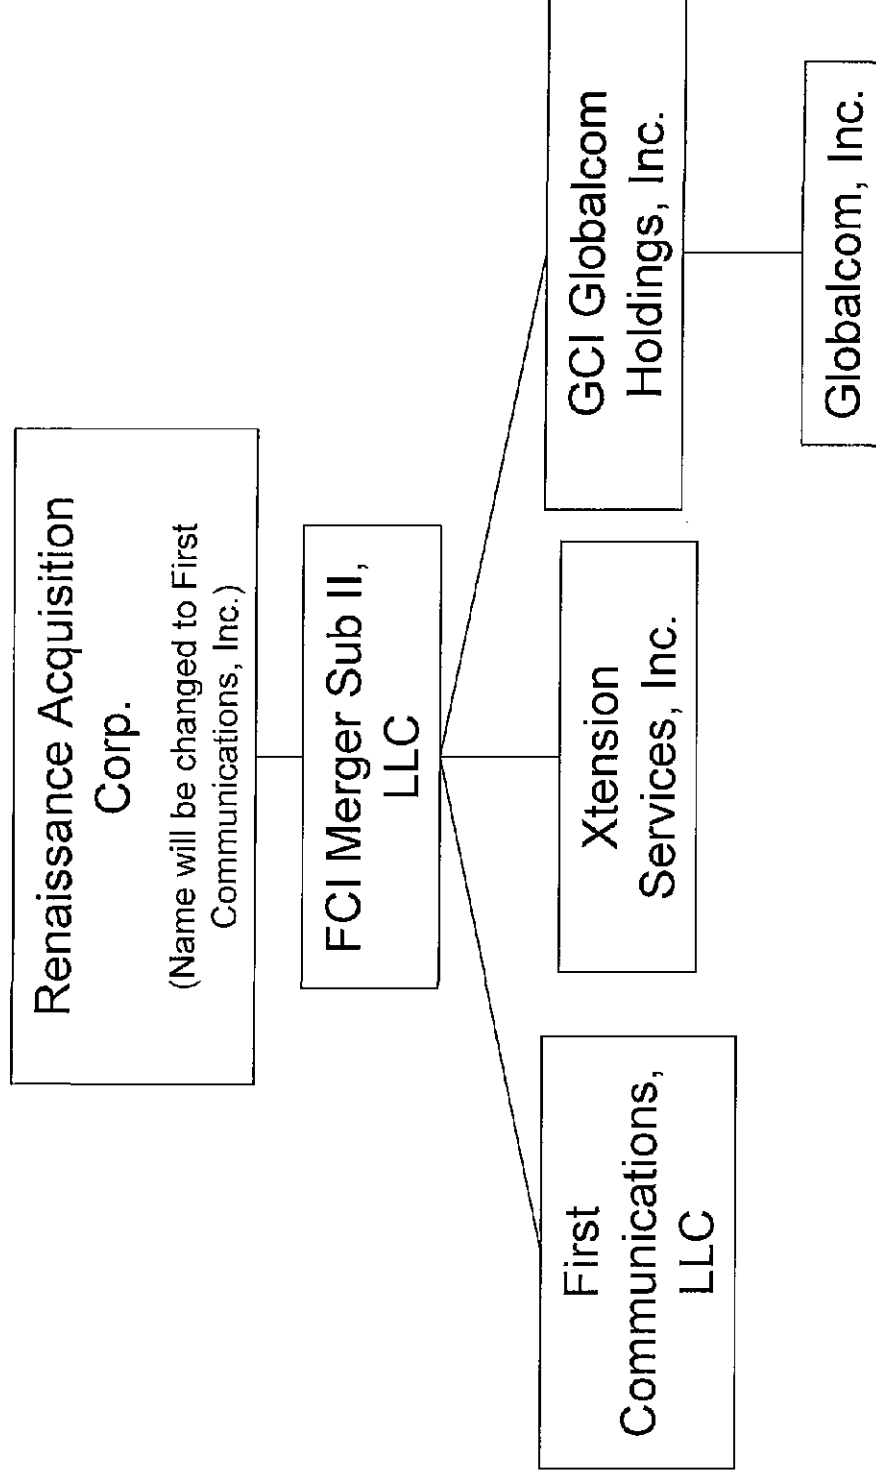 Renaissance Acquisition
Corp.
(Name will be changed to First
Communications, Inc.)
FCI Merger Sub II,
LLC
First
Communications,
LLC
Xtension
Services, Inc.
GCI Globalcom
Holdings, Inc.
Globalcom, Inc.